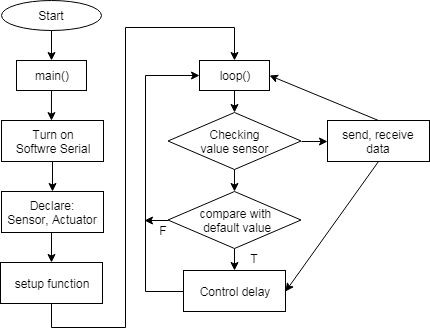 Start
main()
Turn on
Softwre Serial
Declare:
Sensor, Actuator
setup function
loop()
Checking
value sensor
send, receive
data
compare with
default value
F
T
Control delay